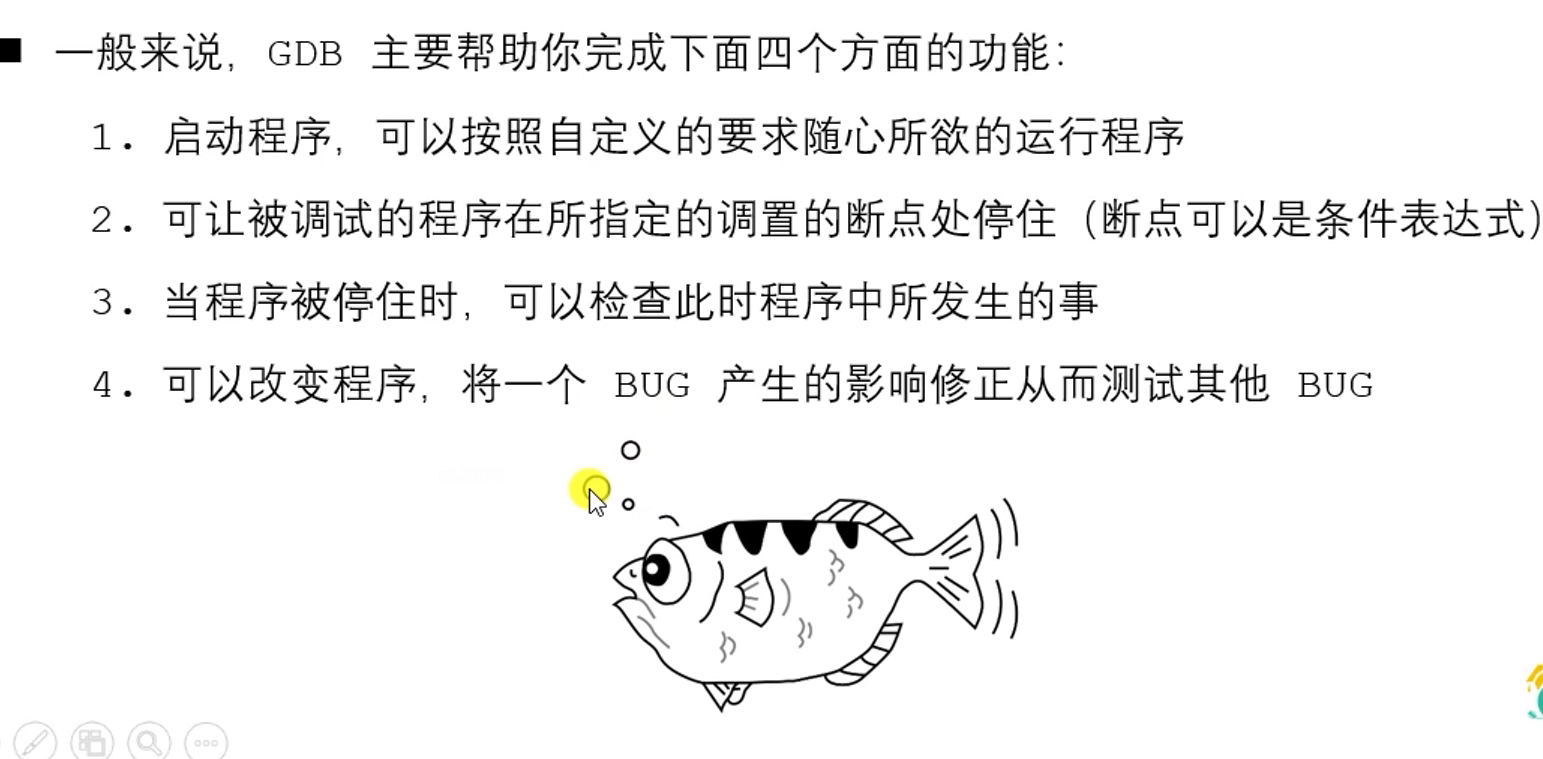 ■ 一般来说, GDB 主要帮助你完成下面四个方面的功能:
1. 启动程序, 可以按照自定义的要求随心所欲的运行程序
2. 可让被调试的程序在所指定的调置的断点处停住 (断点可以是条件表达式)
3. 当程序被停住时, 可以检查此时程序中所发生的事
4. 可以改变程序, 将一个 BUG 产生的影响修正从而测试其他 BUG